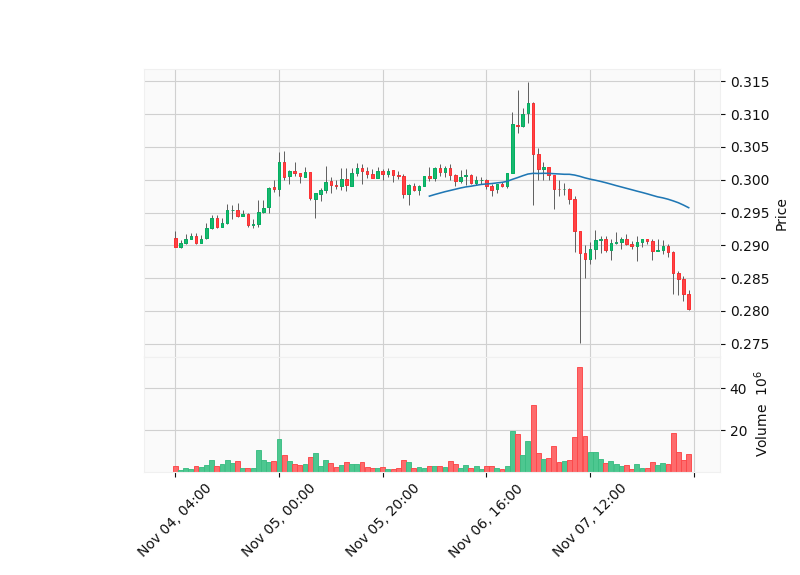 0.315
0.310
0.305
0.300
0.295
0.290
0.285
0.280
0.275
Price
40
20
Volume 10^6
Nov 04, 04:00
Nov 05, 00:00
Nov 05, 20:00
Nov 06, 16:00
Nov 07, 12:00